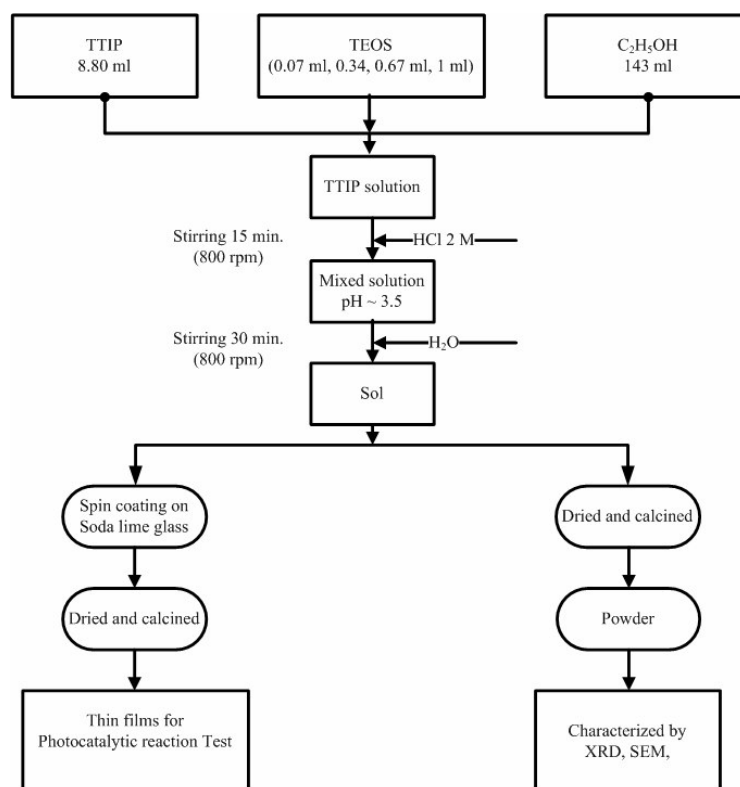 TTIP
8.80 ml
TEOS
(0.07 ml, 0.34, 0.67 ml, 1 ml)
C₂H₅OH
143 ml
TTIP solution
Stirring 15 min.
(800 rpm)
HCl 2 M
Mixed solution
pH ~ 3.5
Stirring 30 min.
(800 rpm)
H₂O
Sol
Spin coating on
Soda lime glass
Dried and calcined
Dried and calcined
Powder
Thin films for
Photocatalytic reaction Test
Characterized by
XRD, SEM,